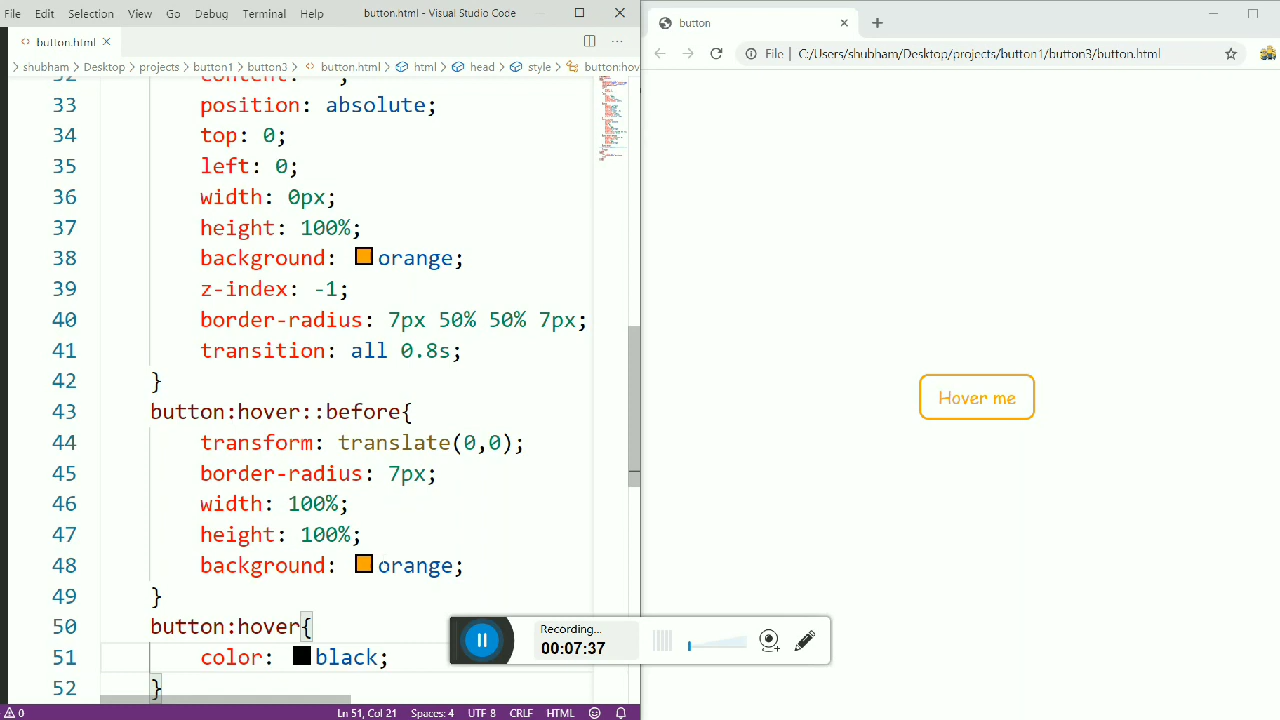 File Edit Selection View Go Debug Terminal Help button.html - Visual Studio Code
button.html
shubham > Desktop > projects > button1 > button3 > button.html > html > head > style > button:hov
33 position: absolute;
34 top: 0;
35 left: 0;
36 width: 0px;
37 height: 100%;
38 background: orange;
39 z-index: -1;
40 border-radius: 7px 50% 50% 7px;
41 transition: all 0.8s;
42 }
43 button:hover::before{
44 transform: translate(0,0);
45 border-radius: 7px;
46 width: 100%;
47 height: 100%;
48 background: orange;
49 }
50 button:hover{
51 color: black;
52 }
0 Ln 51, Col 21 Spaces: 4 UTF 8 CRLF HTML
button
File | C:/Users/shubham/Desktop/projects/button1/button3/button.html
Hover me
Recording...
00:07:37